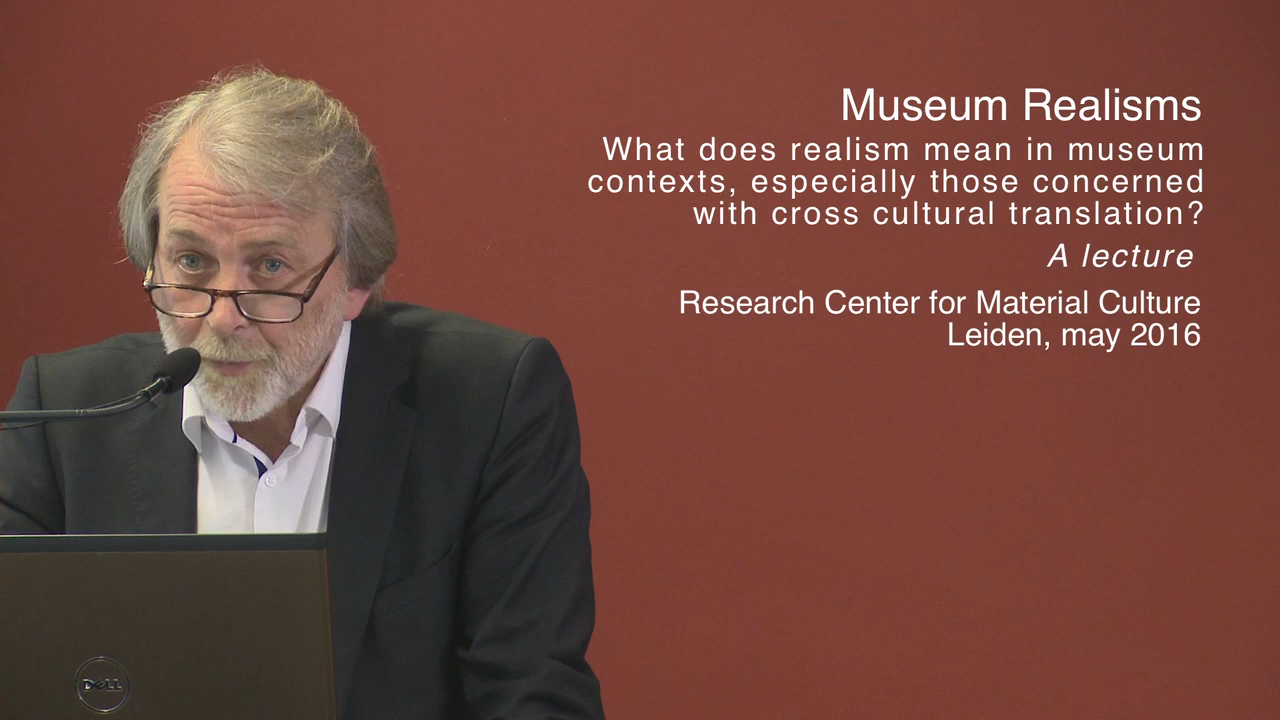 Museum Realisms
What does realism mean in museum
contexts, especially those concerned
with cross cultural translation?
A lecture
Research Center for Material Culture
Leiden, may 2016
DELL